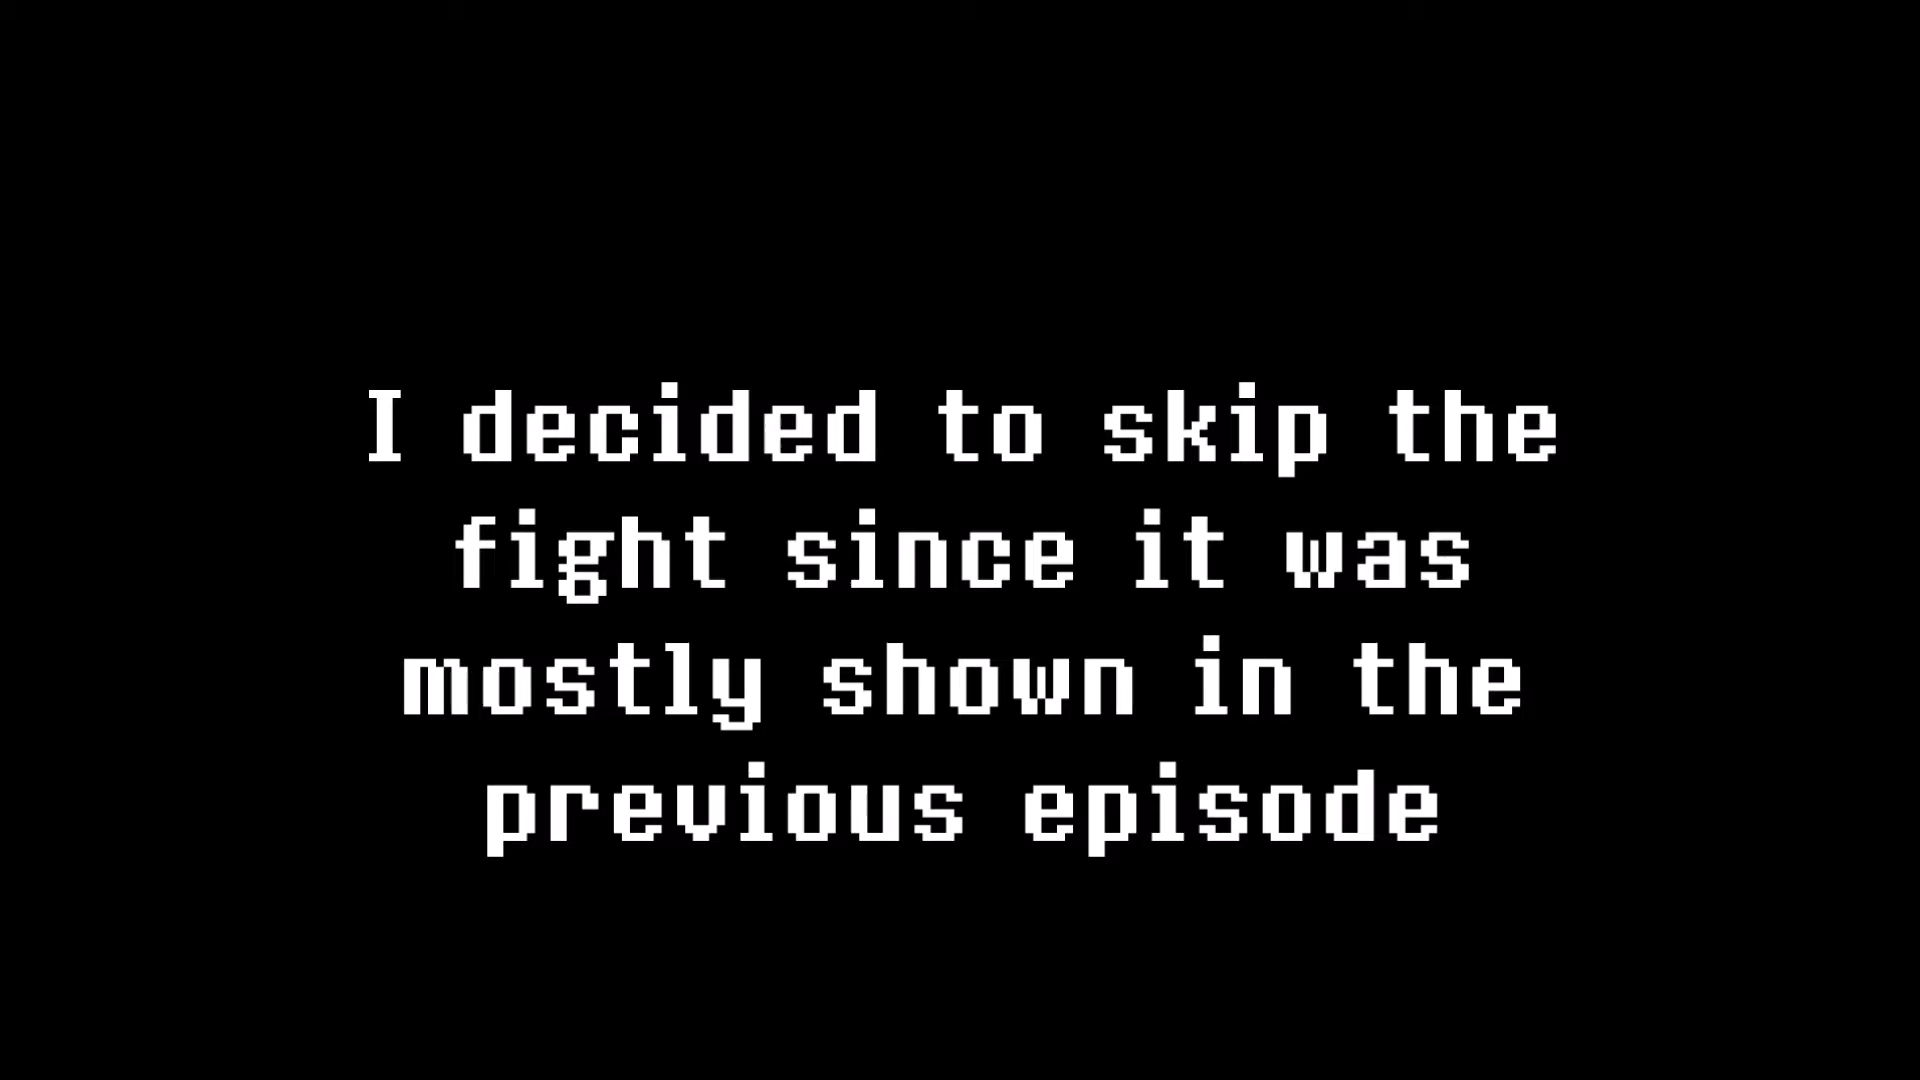 I decided to skip the
fight since it was
mostly shown in the
previous episode